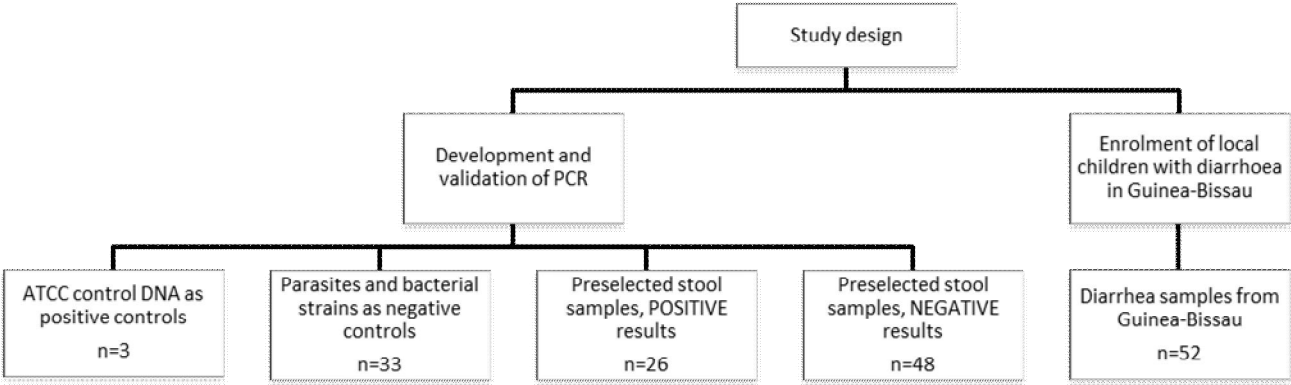 Study design
Development and
validation of PCR
Enrolment of local
children with diarrhoea
in Guinea-Bissau
ATCC control DNA as
positive controls
n=3
Parasites and bacterial
strains as negative
controls
n=33
Preselected stool
samples, POSITIVE
results
n=26
Preselected stool
samples, NEGATIVE
results
n=48
Diarrhea samples from
Guinea-Bissau
n=52